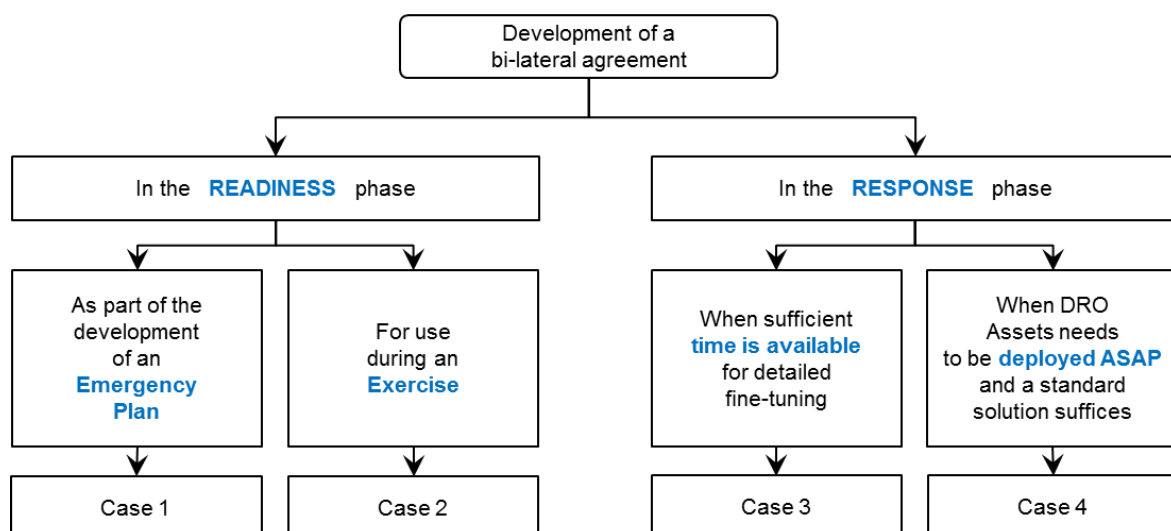 Development of a
bi-lateral agreement
In the READINESS phase
In the RESPONSE phase
As part of the
development
of an
Emergency
Plan
For use
during an
Exercise
When sufficient
time is available
for detailed
fine-tuning
When DRO
Assets needs
to be deployed ASAP
and a standard
solution suffices
Case 1
Case 2
Case 3
Case 4